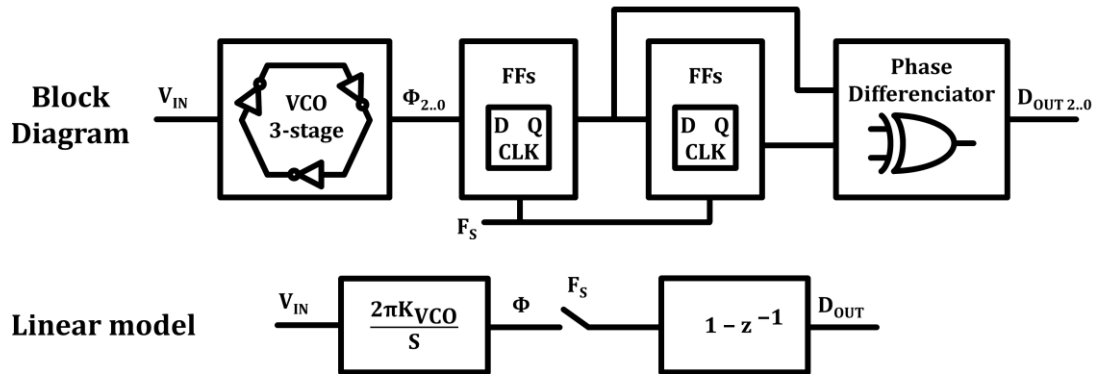 Block
Diagram
V_IN
VCO
3-stage
Φ_2..0
FFs
D Q
CLK
F_S
FFs
D Q
CLK
Phase
Differenciator
D_OUT 2..0
Linear model
V_IN
2πK_VCO
S
Φ
F_S
1 − z^-1
D_OUT